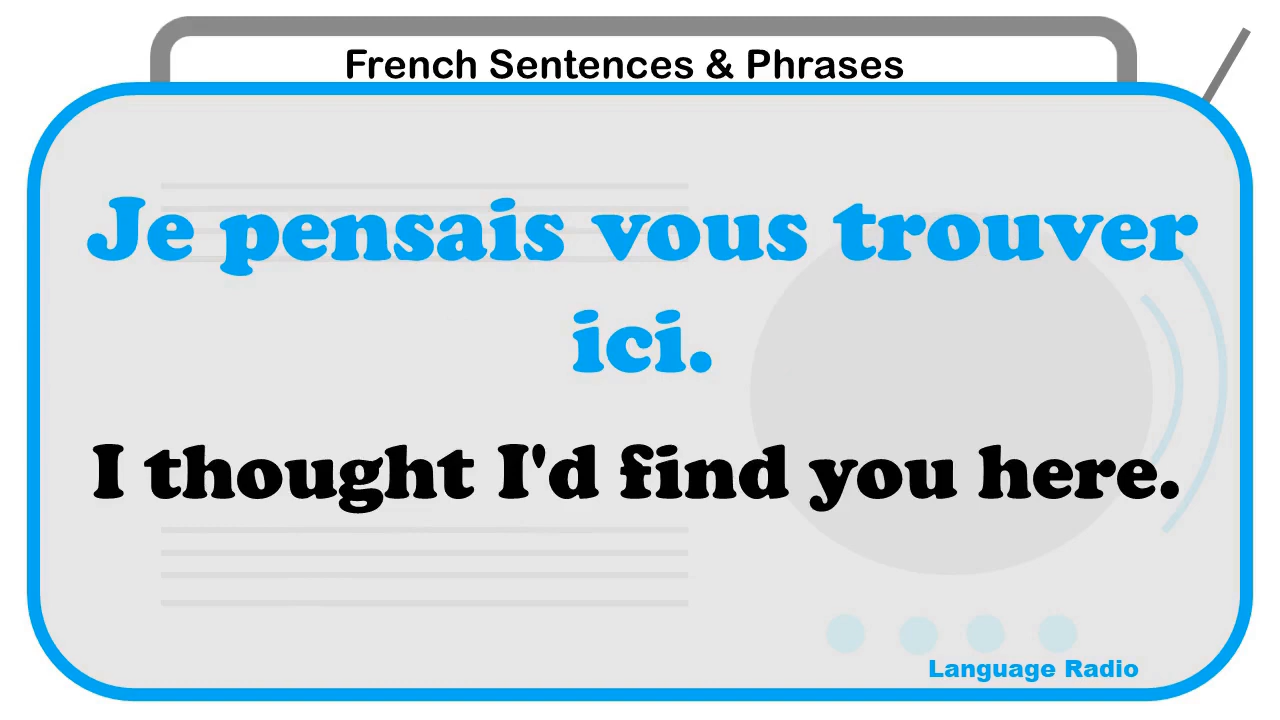 French Sentences & Phrases
Je pensais vous trouver
ici.
I thought I'd find you here.
Language Radio